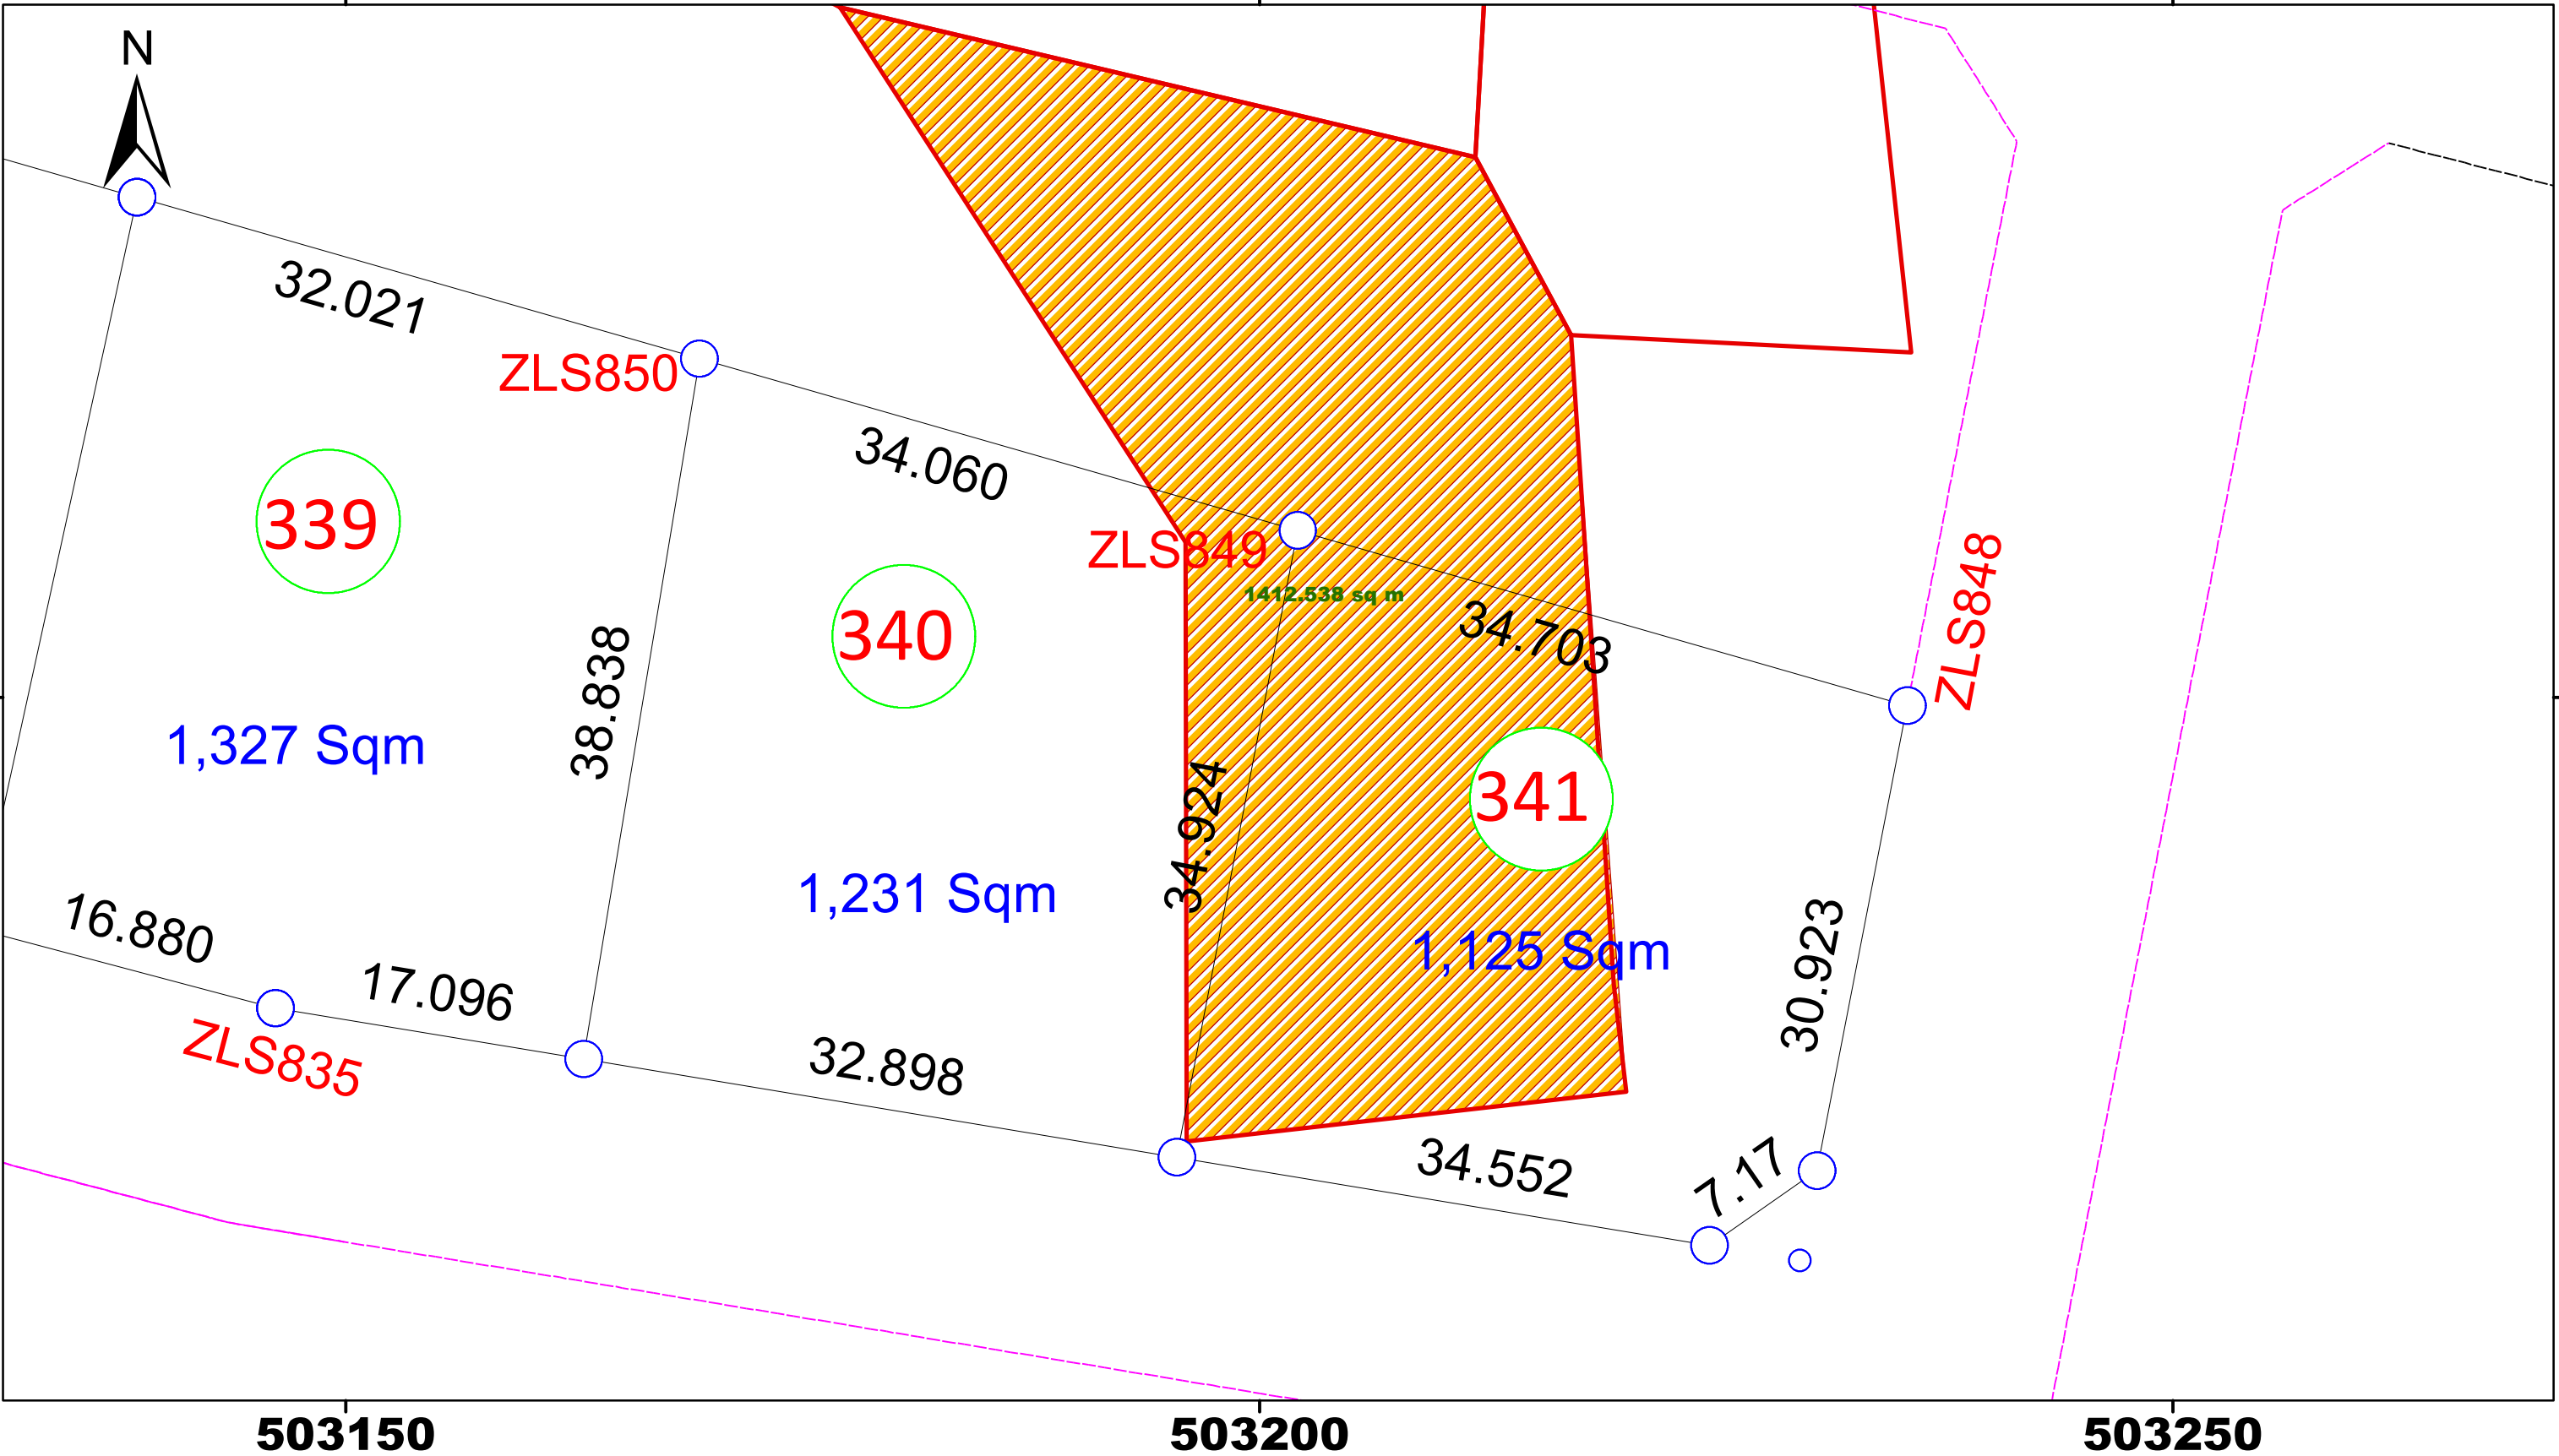 N
32.021
ZLS850
34.060
339
ZLS849
1412.538 sq m
34.703
ZLS848
340
38.838
1,327 Sqm
34.924
341
1,231 Sqm
1,125 Sqm
16.880
17.096
30.923
ZLS835
32.898
34.552
7.17
503150
503200
503250